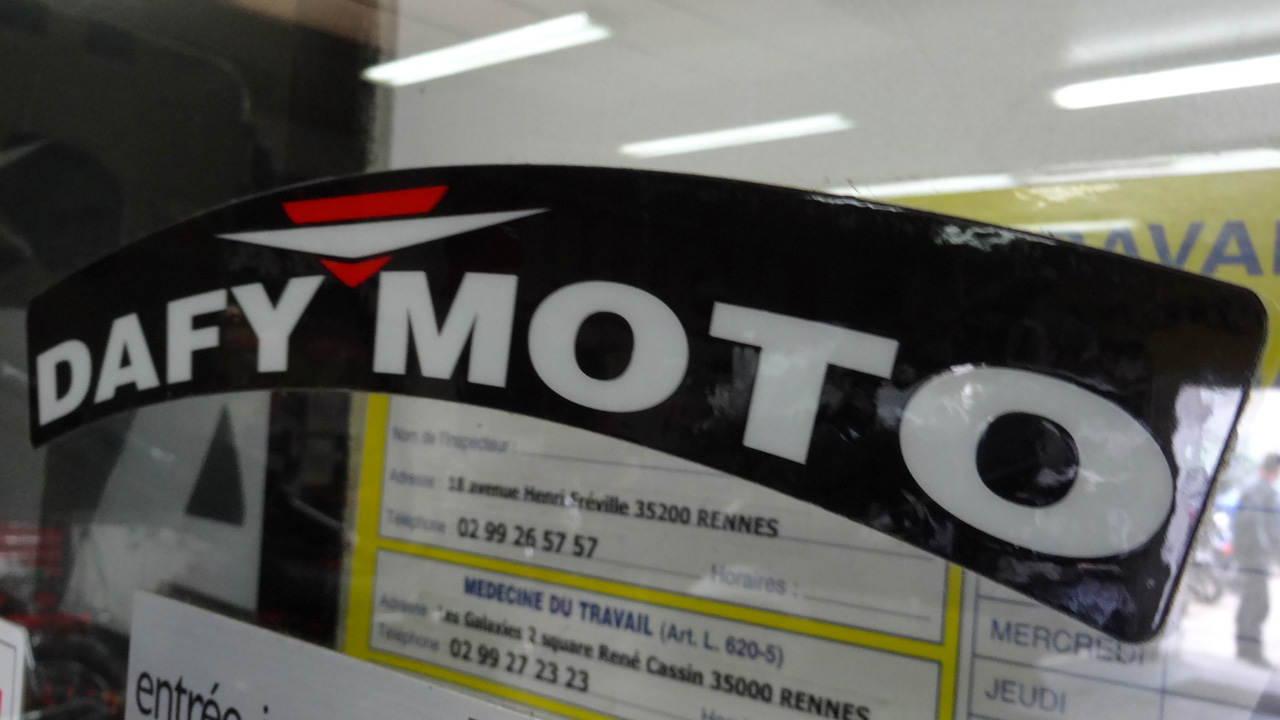 DAFY MOTO
Nom de l'Inspecteur :
Adresse : 18 avenue Henri Fréville 35200 RENNES
Téléphone : 02 99 26 57 57
Horaires :
MEDECINE DU TRAVAIL (Art. L. 620-5)
Adresse : Les Galaxies 2 square René Cassin 35000 RENNES
Téléphone 02 99 27 23 23
MERCREDI
JEUDI
entrée